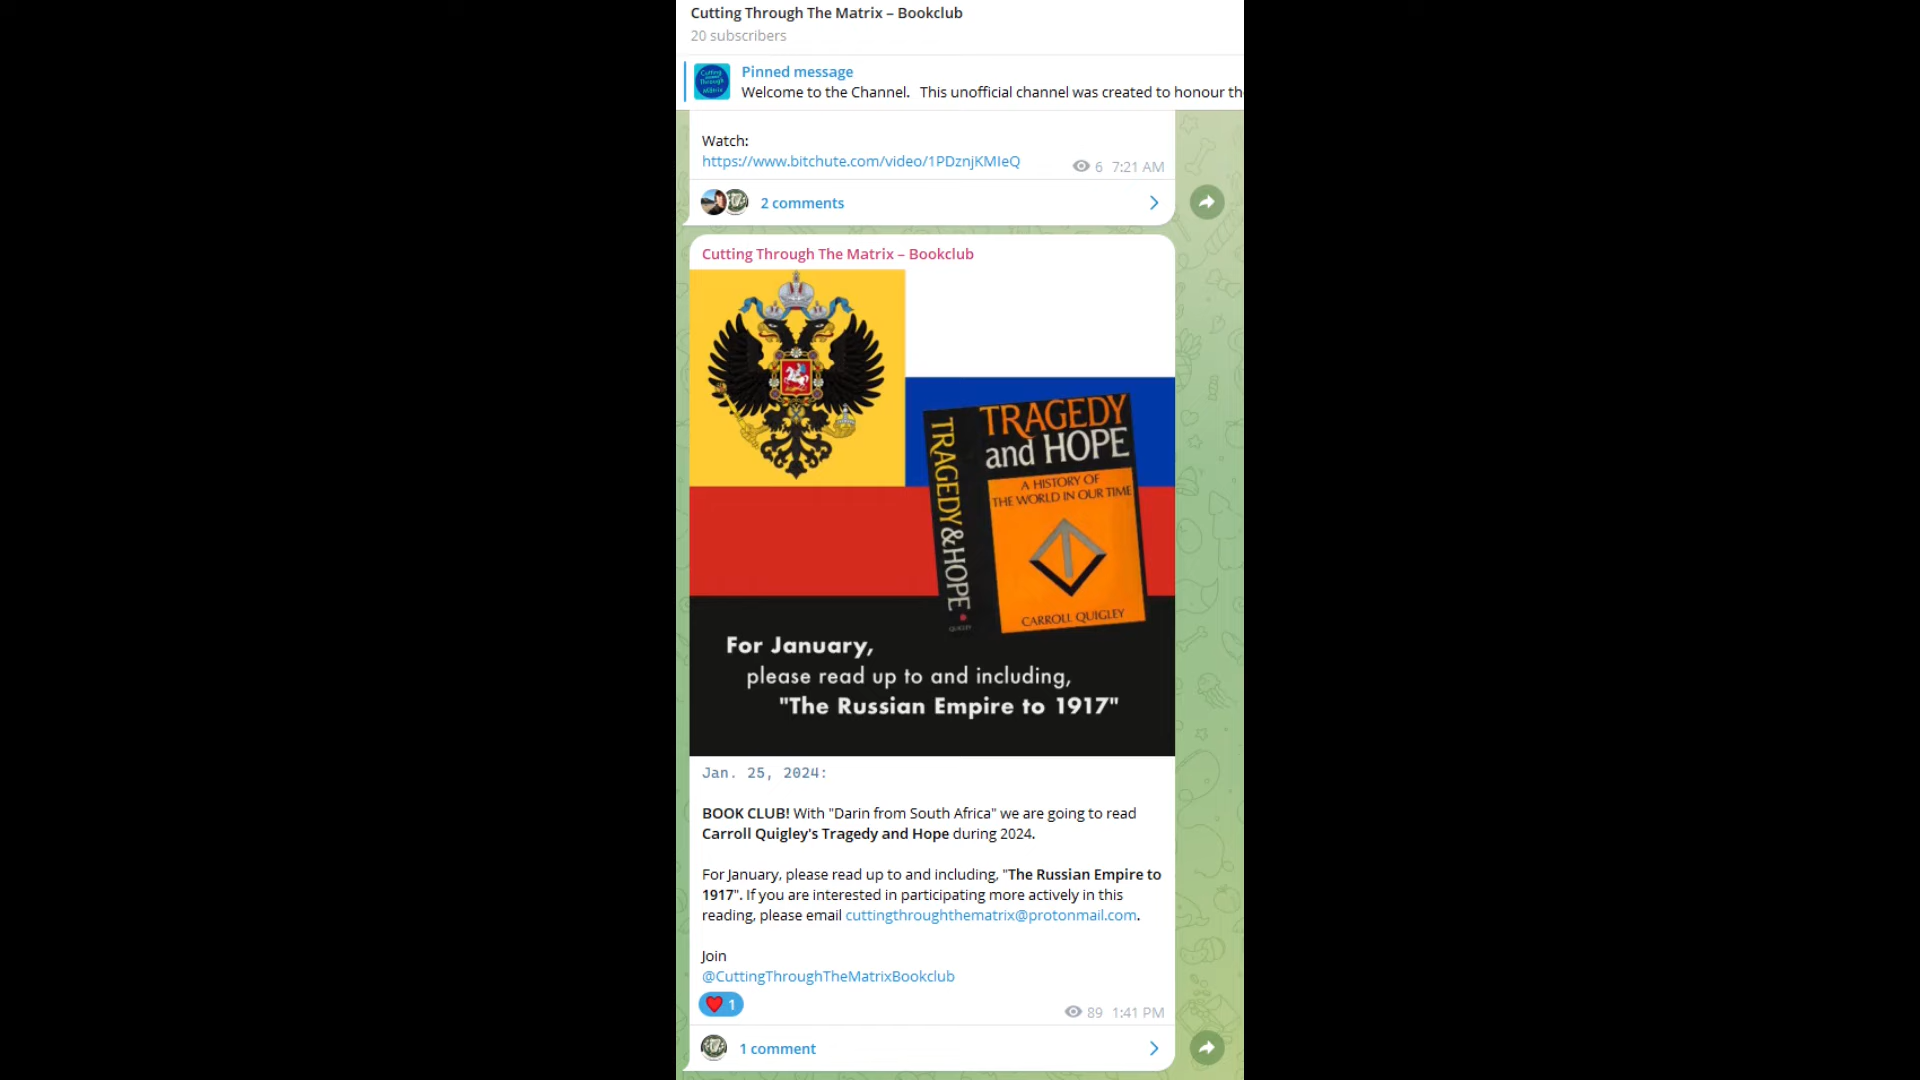 Cutting Through The Matrix – Bookclub
20 subscribers
Cutting
Through
The
Matrix
Pinned message
Welcome to the Channel. This unofficial channel was created to honour th
Watch:
https://www.bitchute.com/video/1PDznjKMIeQ
6 7:21 AM
2 comments
Cutting Through The Matrix – Bookclub
TRAGEDY
and HOPE
A HISTORY OF
THE WORLD IN OUR TIME
CARROLL QUIGLEY
TRAGEDY & HOPE
QUIGLEY
For January,
please read up to and including,
"The Russian Empire to 1917"
Jan. 25, 2024:
BOOK CLUB! With "Darin from South Africa" we are going to read
Carroll Quigley's Tragedy and Hope during 2024.
For January, please read up to and including, "The Russian Empire to
1917". If you are interested in participating more actively in this
reading, please email cuttingthroughthematrix@protonmail.com.
Join
@CuttingThroughTheMatrixBookclub
1
89 1:41 PM
1 comment